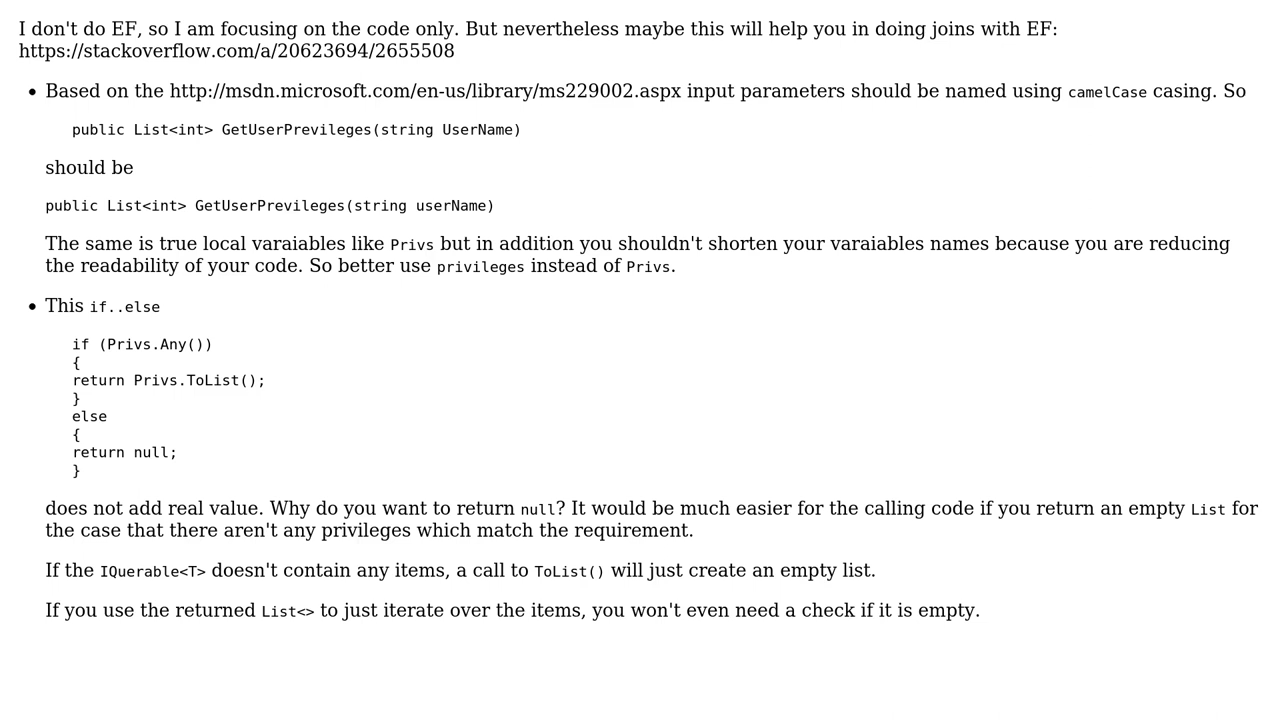 I don't do EF, so I am focusing on the code only. But nevertheless maybe this will help you in doing joins with EF:
https://stackoverflow.com/a/20623694/2655508
• Based on the http://msdn.microsoft.com/en-us/library/ms229002.aspx input parameters should be named using camelCase casing. So
public List<int> GetUserPrevileges(string UserName)
should be
public List<int> GetUserPrevileges(string userName)
The same is true local varaiables like Privs but in addition you shouldn't shorten your varaiables names because you are reducing
the readability of your code. So better use privileges instead of Privs.
• This if..else
if (Privs.Any())
{
return Privs.ToList();
}
else
{
return null;
}
does not add real value. Why do you want to return null? It would be much easier for the calling code if you return an empty List for
the case that there aren't any privileges which match the requirement.
If the IQuerable<T> doesn't contain any items, a call to ToList() will just create an empty list.
If you use the returned List<> to just iterate over the items, you won't even need a check if it is empty.